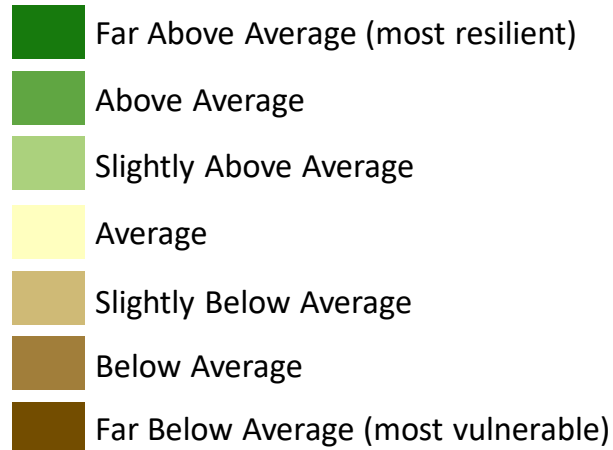 Far Above Average (most resilient)
Above Average
Slightly Above Average
Average
Slightly Below Average
Below Average
Far Below Average (most vulnerable)